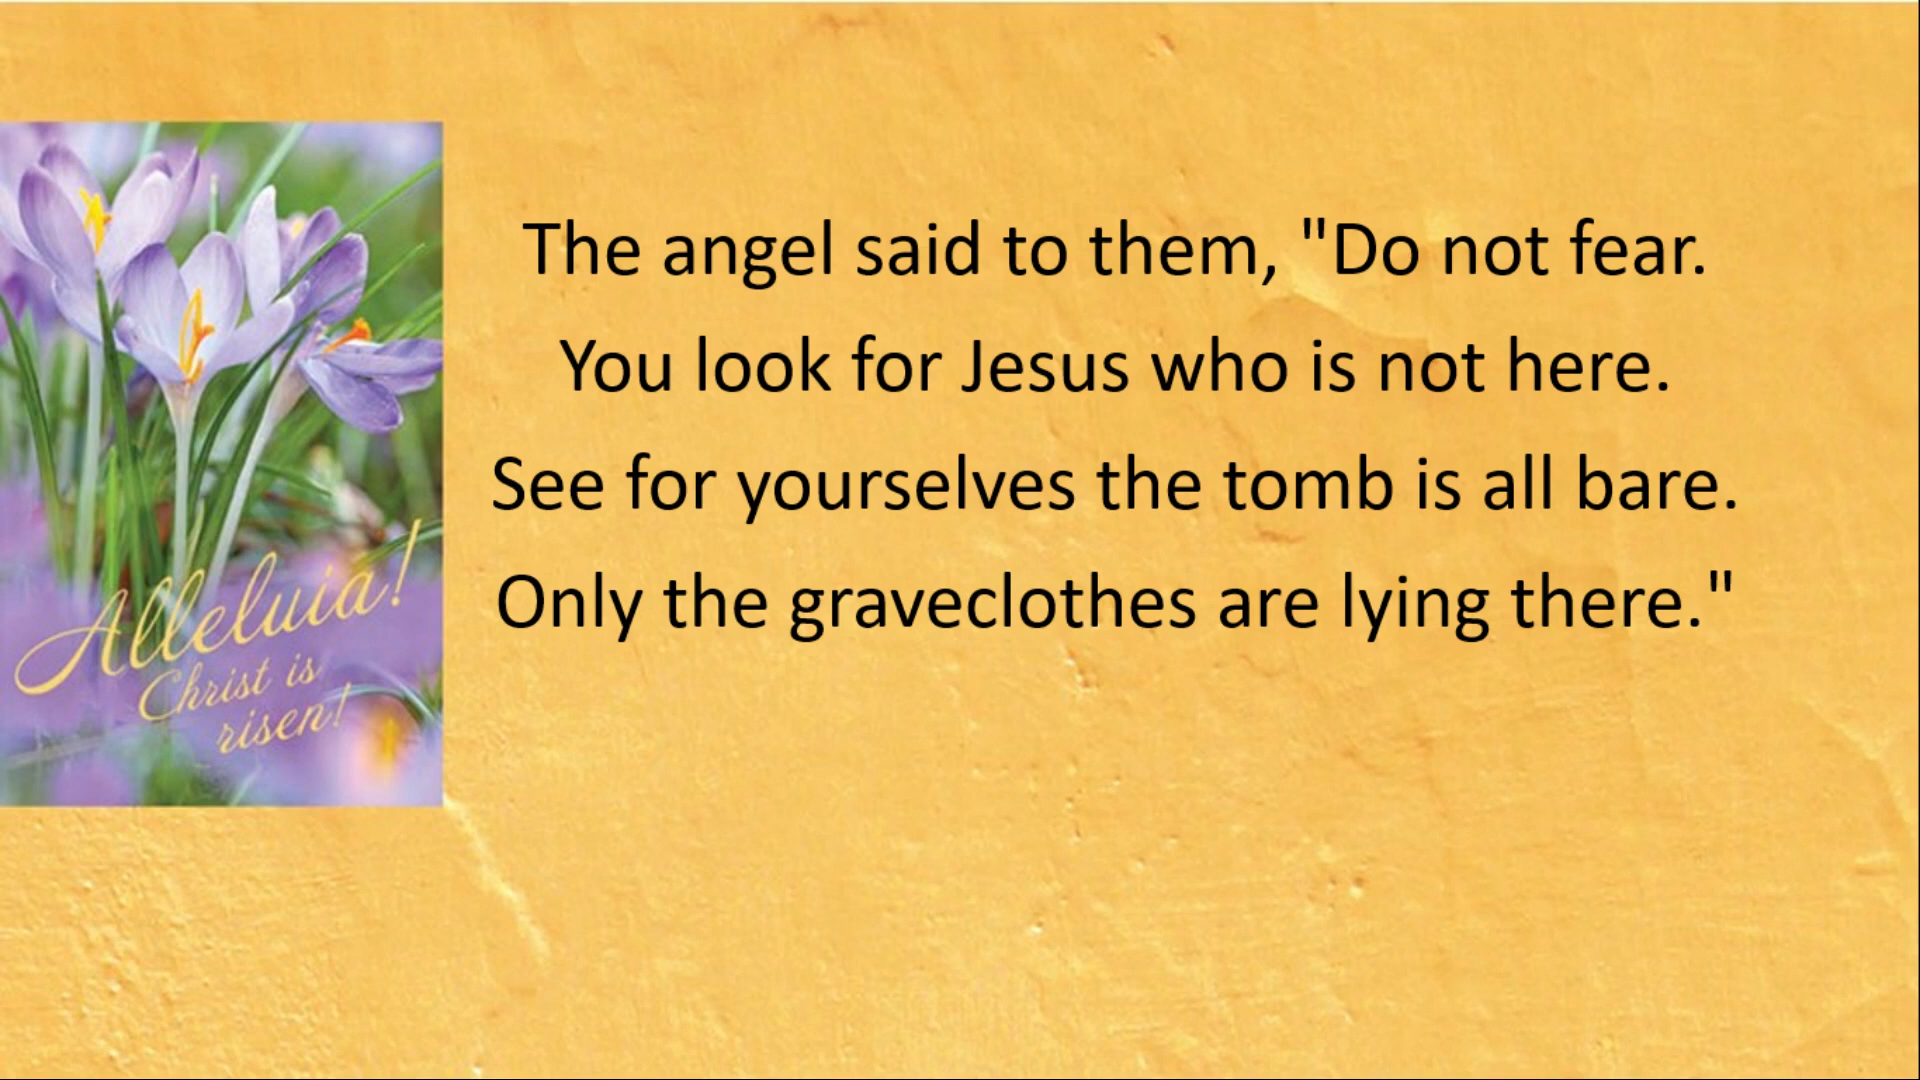 Alleluia!
Christ is
risen!
The angel said to them, "Do not fear.
You look for Jesus who is not here.
See for yourselves the tomb is all bare.
Only the graveclothes are lying there."